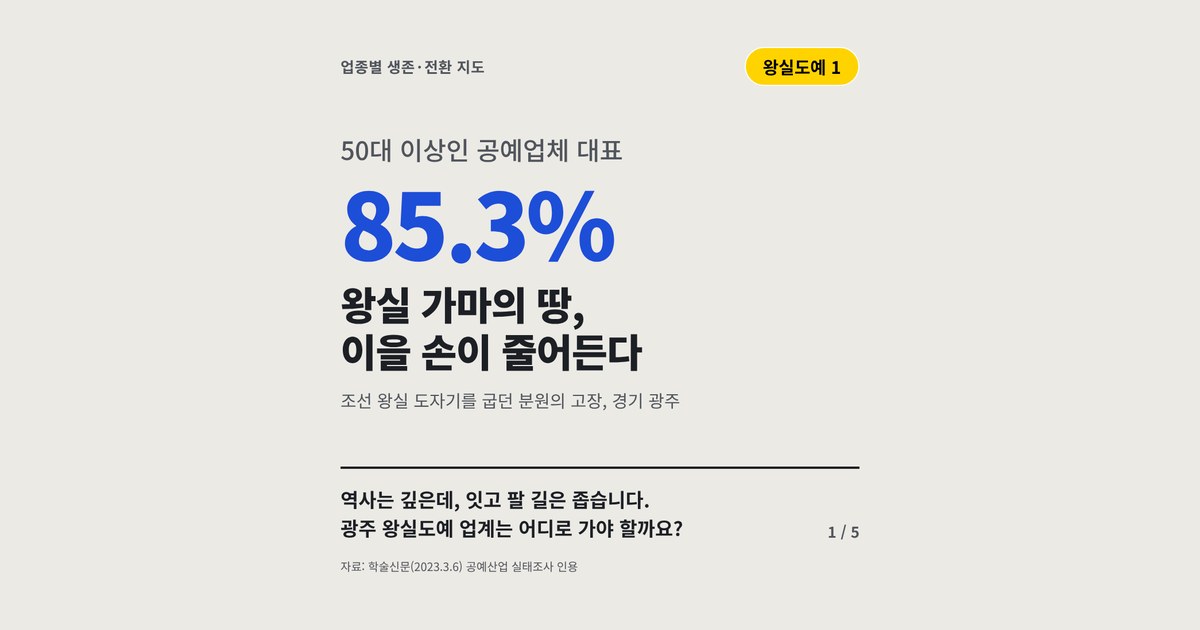 업종별 생존·전환 지도
왕실도예 1
50대 이상인 공예업체 대표
85.3%
왕실 가마의 땅,
이을 손이 줄어든다
조선 왕실 도자기를 굽던 분원의 고장, 경기 광주
역사는 깊은데, 잇고 팔 길은 좁습니다.
광주 왕실도예 업계는 어디로 가야 할까요?
1 / 5
자료: 학술신문(2023.3.6) 공예산업 실태조사 인용